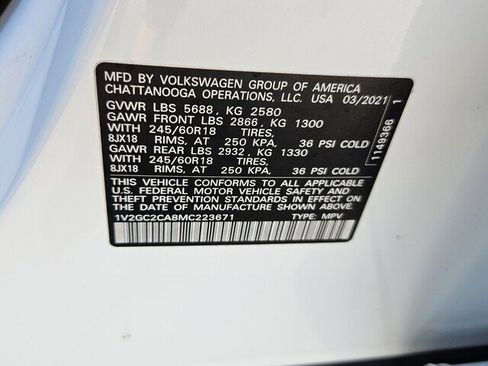 MFD BY VOLKSWAGEN GROUP OF AMERICA
CHATTANOOGA OPERATIONS, LLC. USA 03/2021
GVWR LBS 5688, KG 2580
GAWR FRONT LBS 2866, KG 1300
WITH 245/60R18 TIRES,
8JX18 RIMS, AT 250 KPA, 36 PSI COLD
GAWR REAR LBS 2932, KG 1330
WITH 245/60R18 TIRES,
8JX18 RIMS, AT 250 KPA, 36 PSI COLD
THIS VEHICLE CONFORMS TO ALL APPLICABLE
U.S. FEDERAL MOTOR VEHICLE SAFETY, BUMPER AND
THEFT PREVENTION STANDARDS IN EFFECT ON THE
DATE OF MANUFACTURE SHOWN ABOVE.
1V2GC2CA8MC223671 TYPE: MPV
1149366 1